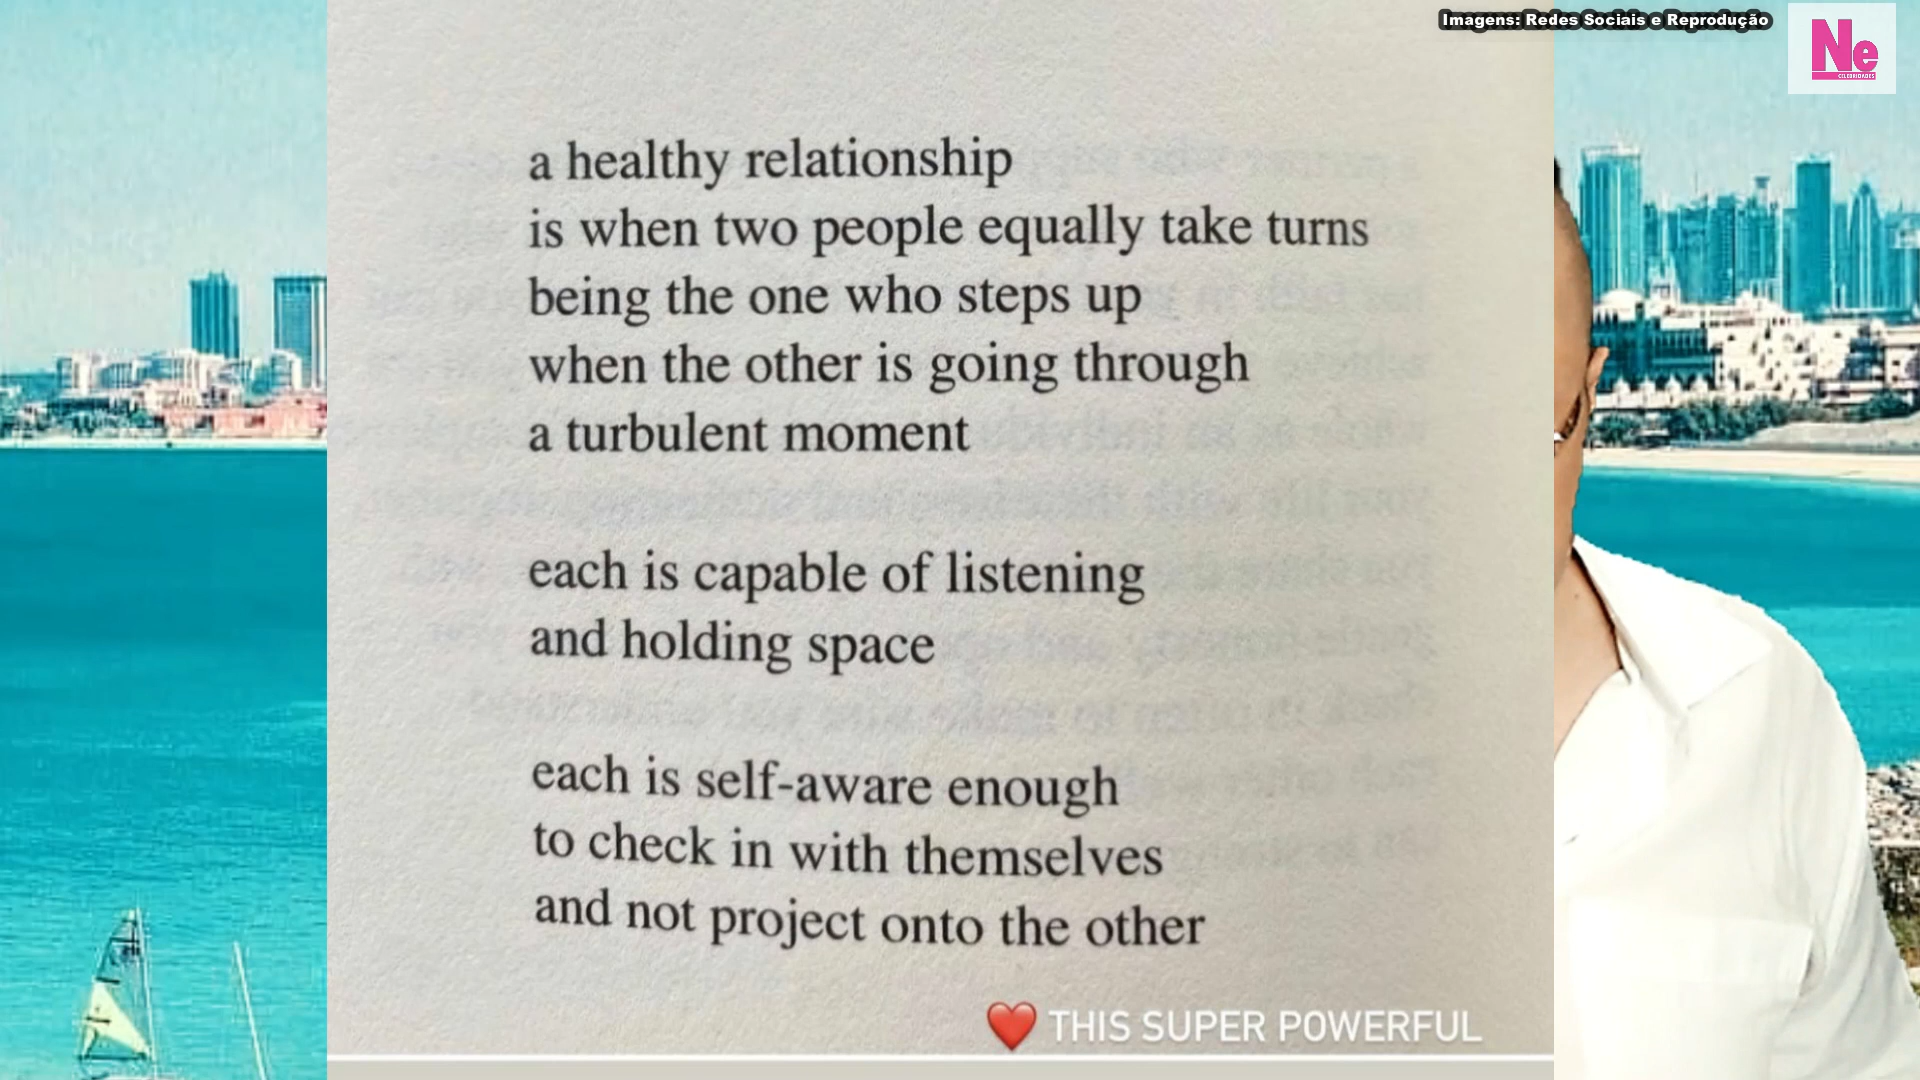 Imagens: Redes Sociais e Reprodução
Ne
CELEBRIDADES
a healthy relationship
is when two people equally take turns
being the one who steps up
when the other is going through
a turbulent moment
each is capable of listening
and holding space
each is self-aware enough
to check in with themselves
and not project onto the other
❤️ THIS SUPER POWERFUL